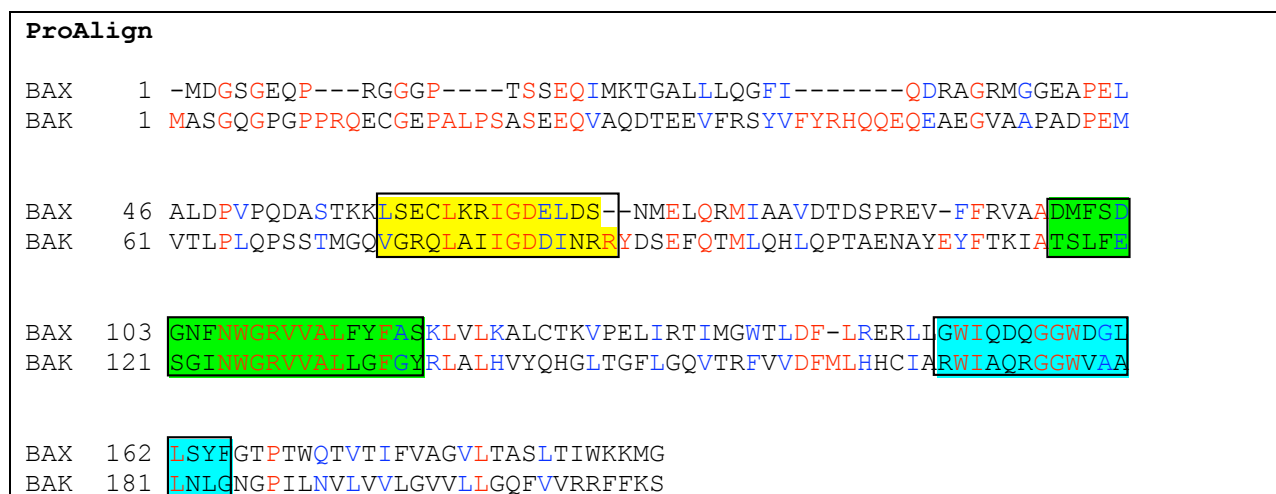 ProAlign
BAX 1 -MDGSGEQP---RGGGP----TSSEQIMKTGALLLQGFI-------QDRAGRMGGEAPEL
BAK 1 MASGQGPGPPRQECGEPALPSASEEQVAQDTEEVFRSYVFYRHQQEQEAEGVAAPADPEM
BAX 46 ALDPVPQDASTKKLSECLKRIGDELDS--NMELQRMIAAVDTDSPREV-FFRVAADMFSD
BAK 61 VTLPLQPSSTMGQVGRQLAIIGDDINRRYDSEFQTMLQHLQPTAENAYEYFTKIATSLFE
BAX 103 GNFNWGRVVALFYFASKLVLKALCTKVPELIRTIMGWTLDF-LRERLLGWIQDQGGWDGL
BAK 121 SGINWGRVVALLGFGYRLALHVYQHGLTGFLGQVTRFVVDFMLHHCIARWIAQRGGWVAA
BAX 162 LSYFGTPTWQTVTIFVAGVLTASLTIWKKMG
BAK 181 LNLGNGPILNVLVVLGVVLLGQFVVRRFFKS